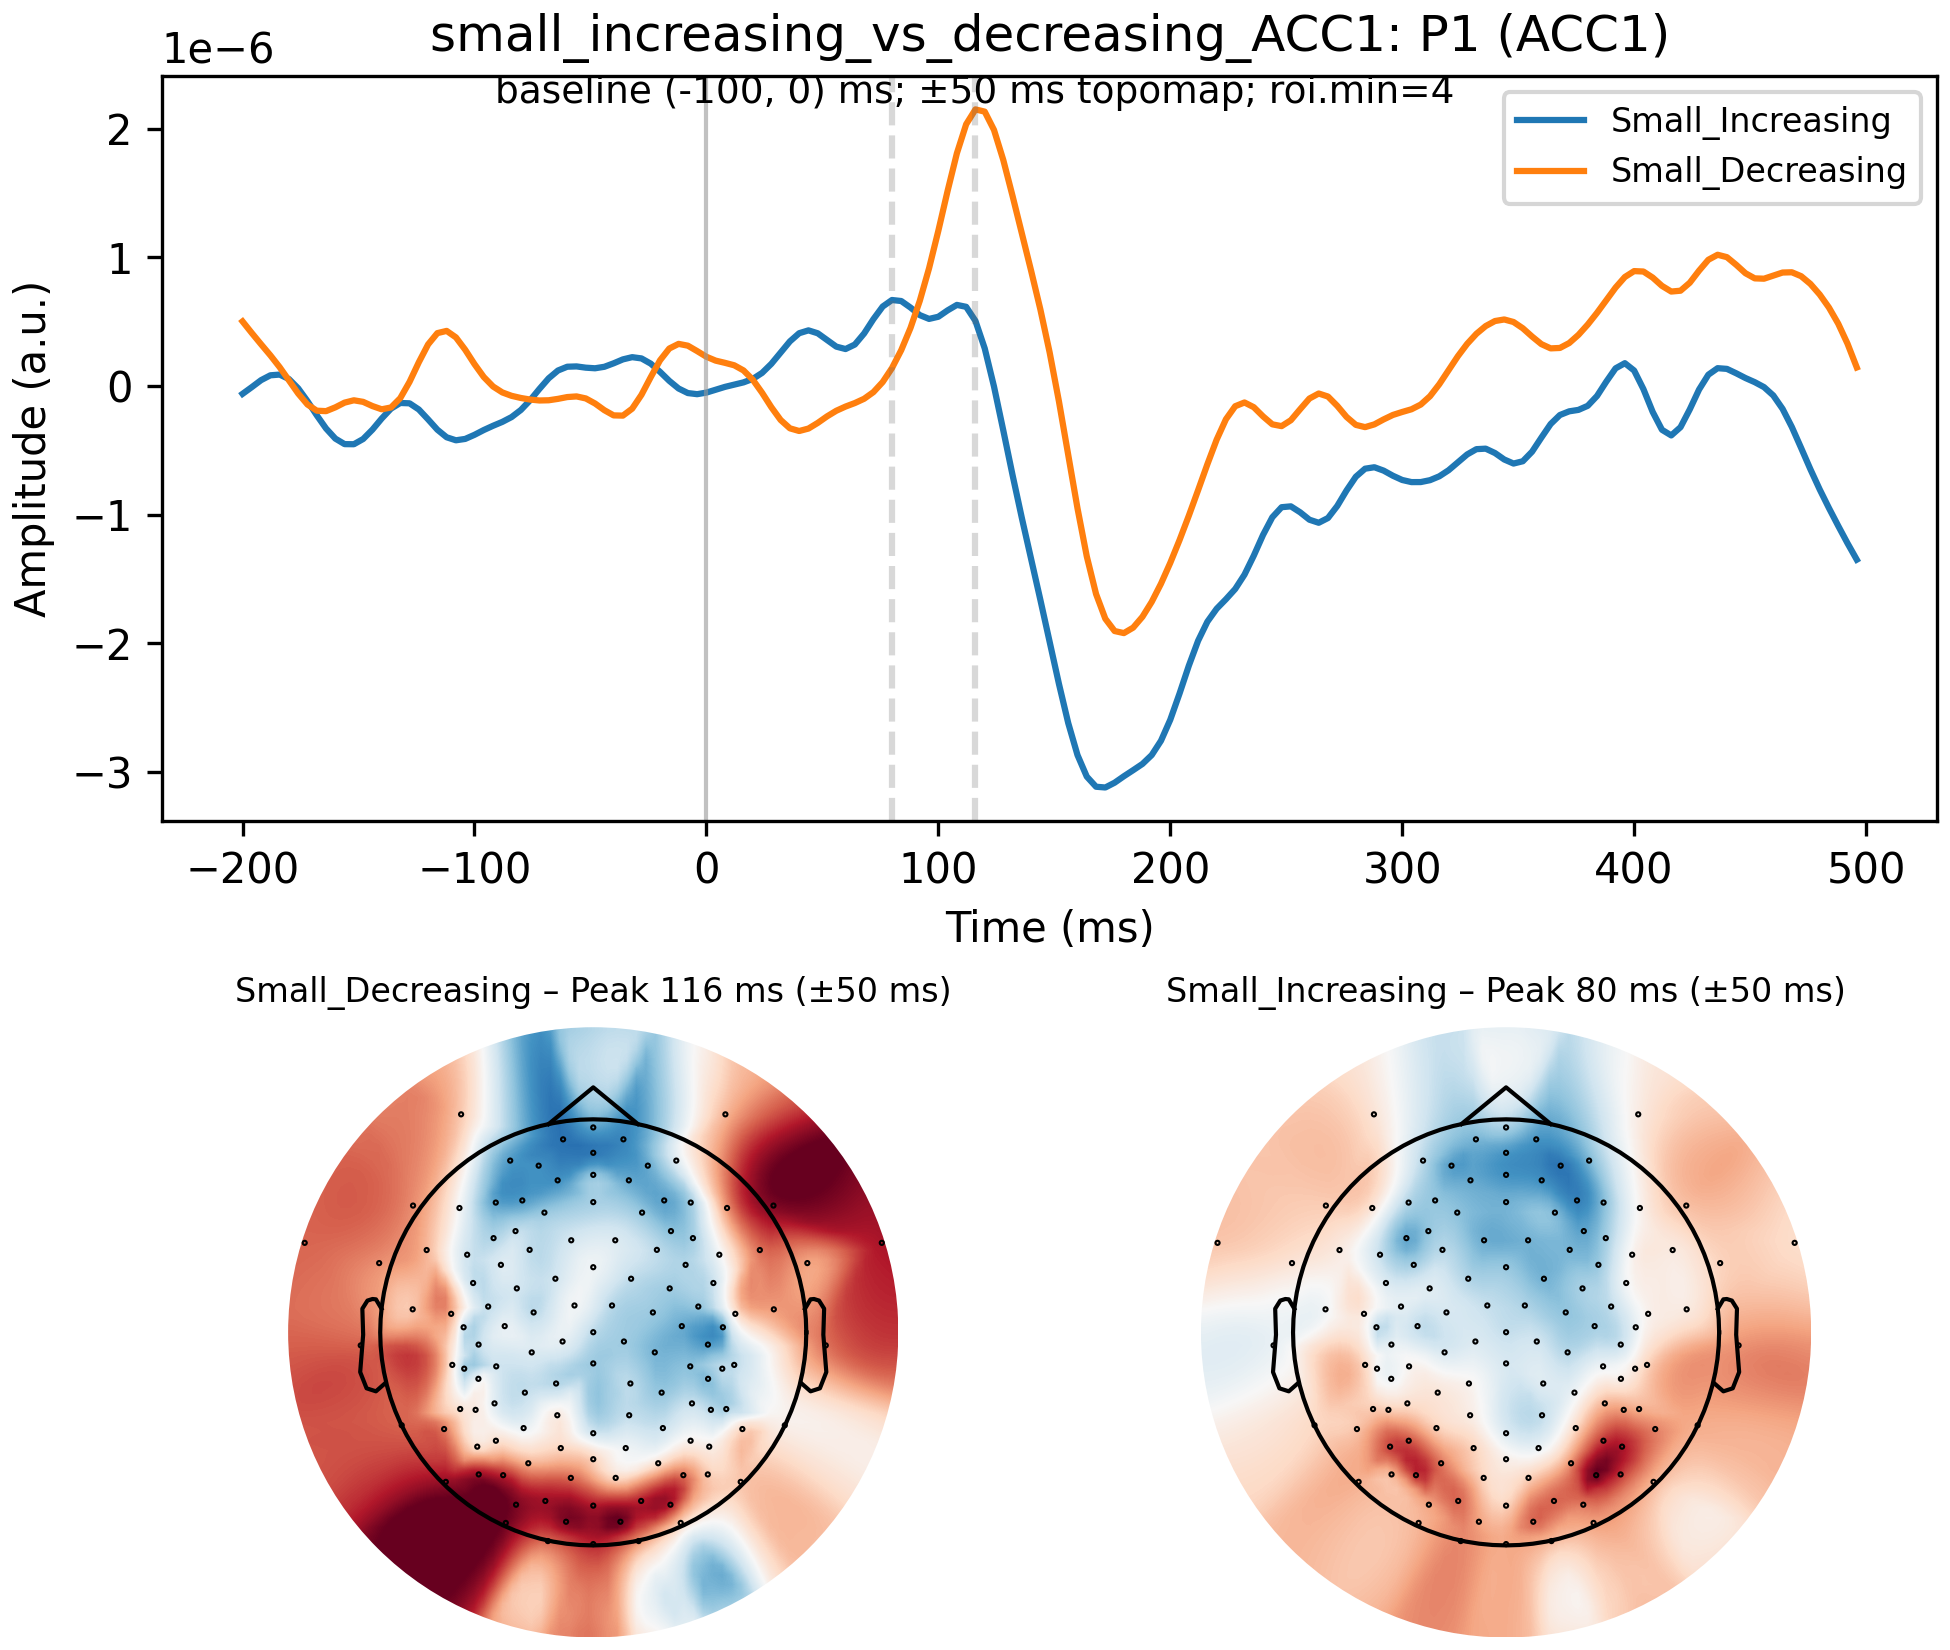 small_increasing_vs_decreasing_ACC1: P1 (ACC1)
1e−6
baseline (-100, 0) ms; ±50 ms topomap; roi.min=4
Small_Increasing
Small_Decreasing
2
1
0
−1
−2
−3
Amplitude (a.u.)
−200
−100
0
100
200
300
400
500
Time (ms)
Small_Decreasing – Peak 116 ms (±50 ms)
Small_Increasing – Peak 80 ms (±50 ms)